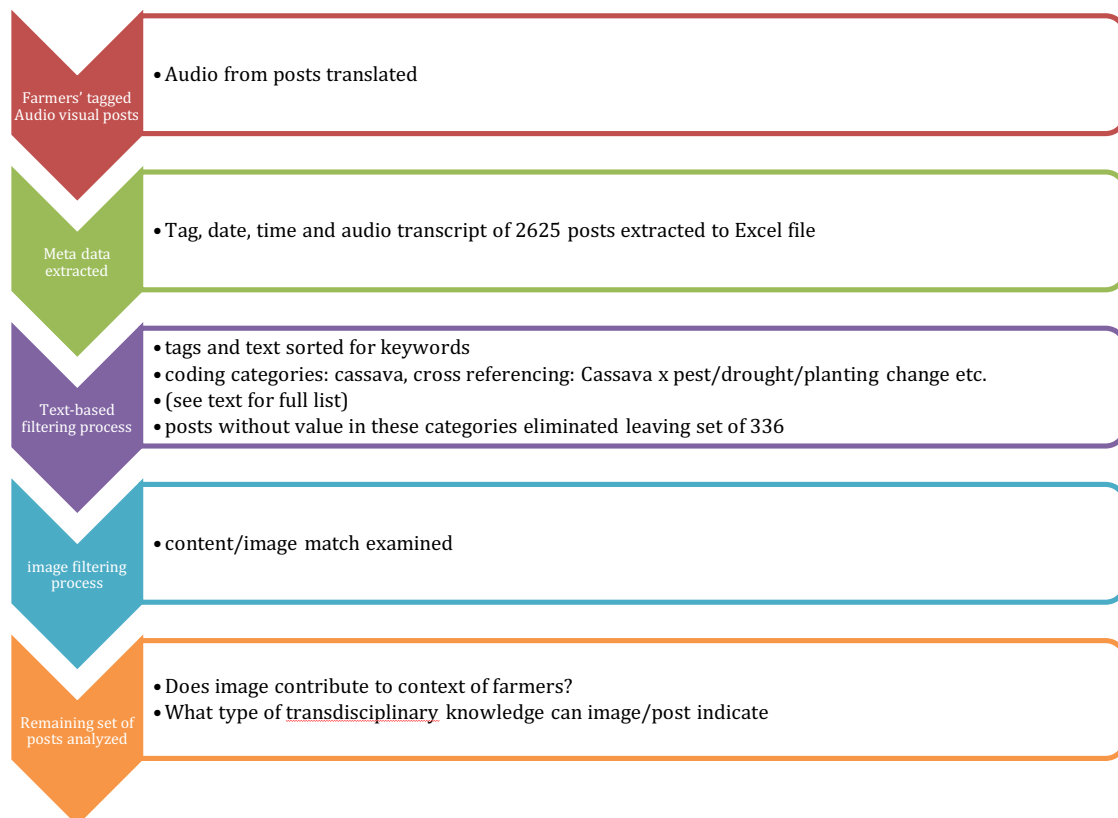 Farmers' tagged
Audio visual posts
•Audio from posts translated
Meta data
extracted
•Tag, date, time and audio transcript of 2625 posts extracted to Excel file
Text-based
filtering process
•tags and text sorted for keywords
•coding categories: cassava, cross referencing: Cassava x pest/drought/planting change etc.
•(see text for full list)
•posts without value in these categories eliminated leaving set of 336
image filtering
process
•content/image match examined
Remaining set of
posts analyzed
•Does image contribute to context of farmers?
•What type of transdisciplinary knowledge can image/post indicate